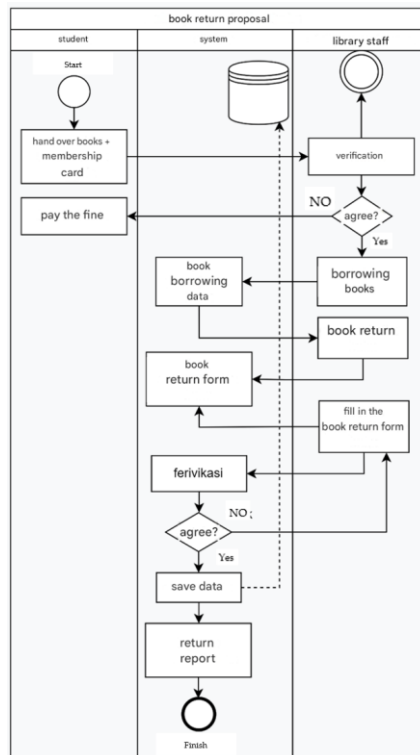 book return proposal
student
system
library staff
Start
hand over books +
membership
card
verification
pay the fine
NO
agree?
Yes
book
borrowing
data
borrowing
books
book return
book
return form
fill in the
book return form
ferivikasi
NO ;
agree?
Yes
save data
return
report
Finish